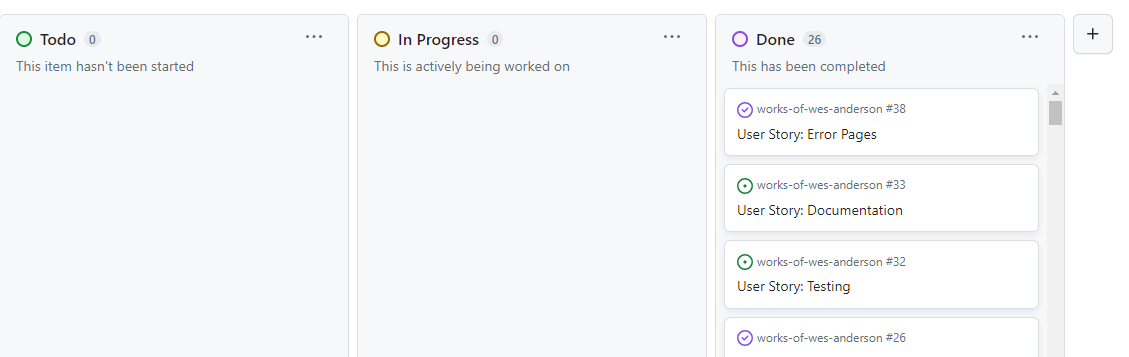 Todo 0
This item hasn't been started
In Progress 0
This is actively being worked on
Done 26
This has been completed
works-of-wes-anderson #38
User Story: Error Pages
works-of-wes-anderson #33
User Story: Documentation
works-of-wes-anderson #32
User Story: Testing
works-of-wes-anderson #26